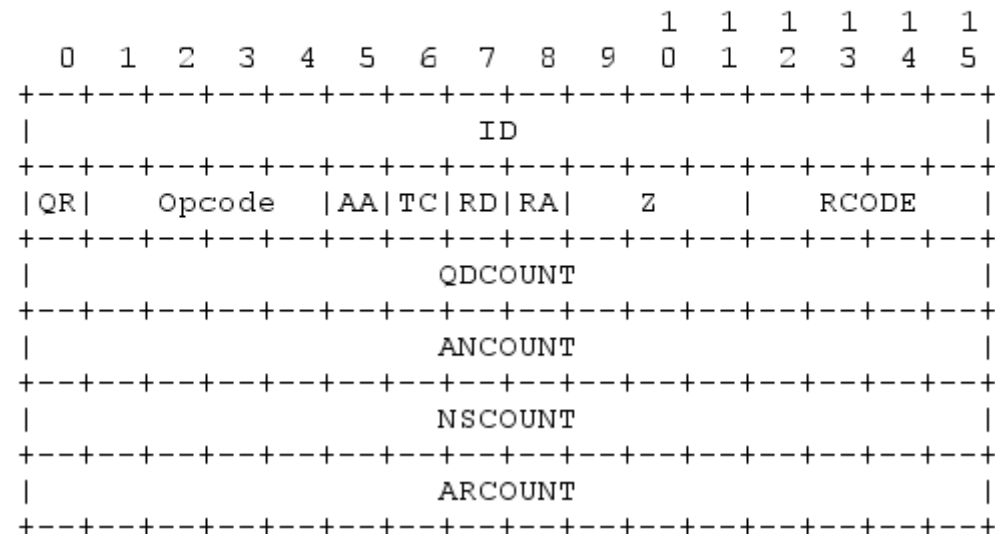 1  1  1  1  1  1
  0  1  2  3  4  5  6  7  8  9  0  1  2  3  4  5
+--+--+--+--+--+--+--+--+--+--+--+--+--+--+--+--+
|                      ID                       |
+--+--+--+--+--+--+--+--+--+--+--+--+--+--+--+--+
|QR|   Opcode  |AA|TC|RD|RA|   Z    |   RCODE   |
+--+--+--+--+--+--+--+--+--+--+--+--+--+--+--+--+
|                    QDCOUNT                    |
+--+--+--+--+--+--+--+--+--+--+--+--+--+--+--+--+
|                    ANCOUNT                    |
+--+--+--+--+--+--+--+--+--+--+--+--+--+--+--+--+
|                    NSCOUNT                    |
+--+--+--+--+--+--+--+--+--+--+--+--+--+--+--+--+
|                    ARCOUNT                    |
+--+--+--+--+--+--+--+--+--+--+--+--+--+--+--+--+